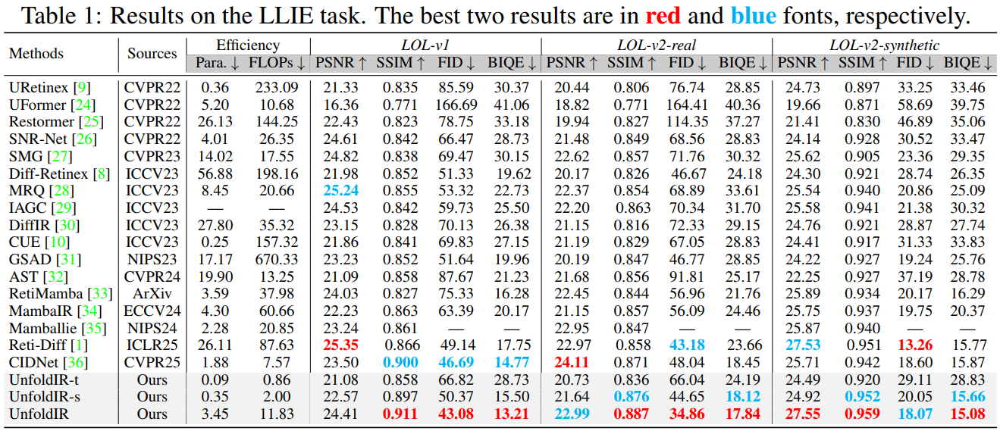 Table 1: Results on the LLIE task. The best two results are in red and blue fonts, respectively.
Methods Sources Efficiency LOL-v1 LOL-v2-real LOL-v2-synthetic
Para. ↓ FLOPs ↓ PSNR ↑ SSIM ↑ FID ↓ BIQE ↓ PSNR ↑ SSIM ↑ FID ↓ BIQE ↓ PSNR ↑ SSIM ↑ FID ↓ BIQE ↓
URetinex [9] CVPR22 0.36 233.09 21.33 0.835 85.59 30.37 20.44 0.806 76.74 28.85 24.73 0.897 33.25 33.46
UFormer [24] CVPR22 5.20 10.68 16.36 0.771 166.69 41.06 18.82 0.771 164.41 40.36 19.66 0.871 58.69 39.75
Restormer [25] CVPR22 26.13 144.25 22.43 0.823 78.75 33.18 19.94 0.827 114.35 37.27 21.41 0.830 46.89 35.06
SNR-Net [26] CVPR22 4.01 26.35 24.61 0.842 66.47 28.73 21.48 0.849 68.56 28.83 24.14 0.928 30.52 33.47
SMG [27] CVPR23 14.02 17.55 24.82 0.838 69.47 30.15 22.62 0.857 71.76 30.32 25.62 0.905 23.36 29.35
Diff-Retinex [8] ICCV23 56.88 198.16 21.98 0.852 51.33 19.62 20.17 0.826 46.67 24.18 24.30 0.921 28.74 26.35
MRQ [28] ICCV23 8.45 20.66 25.24 0.855 53.32 22.73 22.37 0.854 68.89 33.61 25.54 0.940 20.86 25.09
IAGC [29] ICCV23 — — 24.53 0.842 59.73 25.50 22.20 0.863 70.34 31.70 25.58 0.941 21.38 30.32
DiffIR [30] ICCV23 27.80 35.32 23.15 0.828 70.13 26.38 21.15 0.816 72.33 29.15 24.76 0.921 28.87 27.74
CUE [10] ICCV23 0.25 157.32 21.86 0.841 69.83 27.15 21.19 0.829 67.05 28.83 24.41 0.917 31.33 33.83
GSAD [31] NIPS23 17.17 670.33 23.23 0.852 51.64 19.96 20.19 0.847 46.77 28.85 24.22 0.927 19.24 25.76
AST [32] CVPR24 19.90 13.25 21.09 0.858 87.67 21.23 21.68 0.856 91.81 25.17 22.25 0.927 37.19 28.78
RetiMamba [33] ArXiv 3.59 37.98 24.03 0.827 75.33 16.28 22.45 0.844 56.96 21.76 25.89 0.934 20.17 16.29
MambaIR [34] ECCV24 4.30 60.66 22.23 0.863 63.39 20.17 21.15 0.857 56.09 24.46 25.75 0.937 19.75 20.37
Mamballie [35] NIPS24 2.28 20.85 23.24 0.861 — — 22.95 0.847 — — 25.87 0.940 — —
Reti-Diff [1] ICLR25 26.11 87.63 25.35 0.866 49.14 17.75 22.97 0.858 43.18 23.66 27.53 0.951 13.26 15.77
CIDNet [36] CVPR25 1.88 7.57 23.50 0.900 46.69 14.77 24.11 0.871 48.04 18.45 25.71 0.942 18.60 15.87
UnfoldIR-t Ours 0.09 0.86 21.08 0.858 66.82 28.73 20.73 0.836 66.04 24.19 24.49 0.920 29.11 28.83
UnfoldIR-s Ours 0.35 2.00 22.57 0.897 50.37 15.50 21.64 0.876 44.65 18.12 24.92 0.952 20.05 15.66
UnfoldIR Ours 3.45 11.83 24.41 0.911 43.08 13.21 22.99 0.887 34.86 17.84 27.55 0.959 18.07 15.08